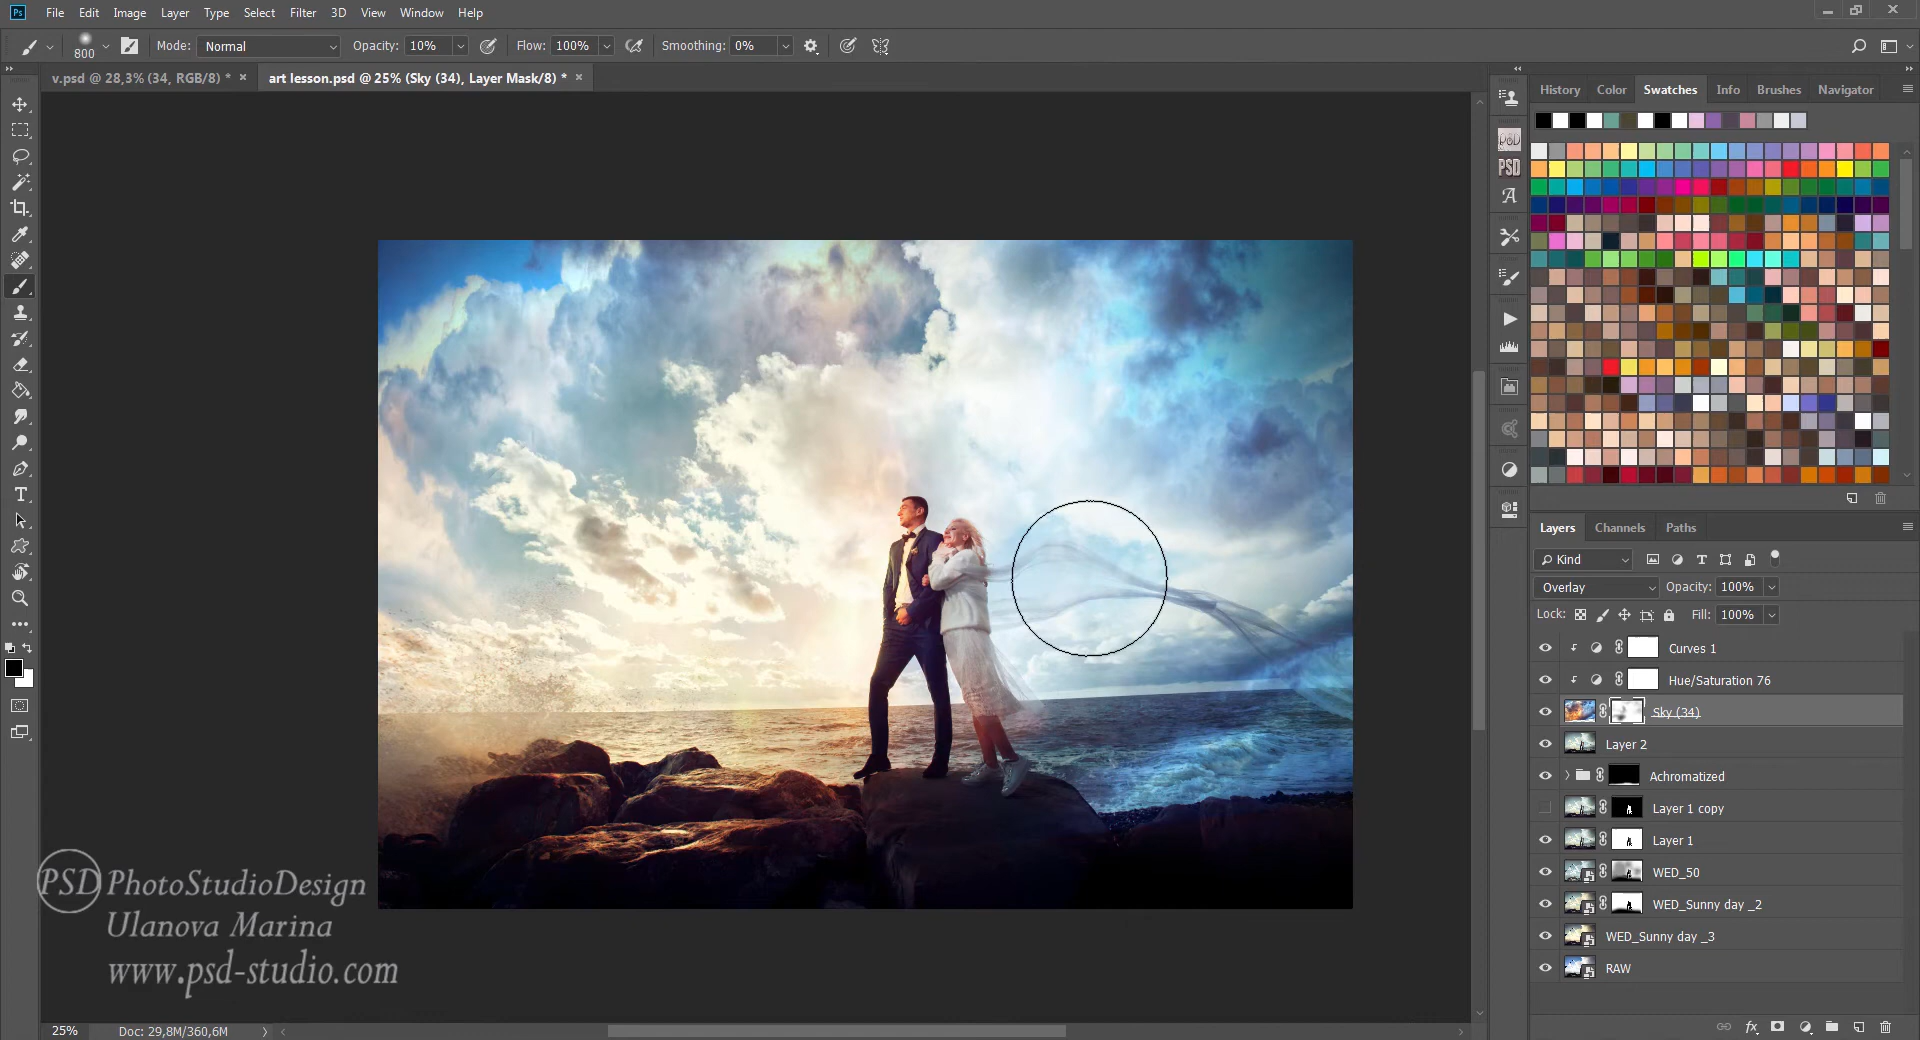 Ps File Edit Image Layer Type Select Filter 3D View Window Help
800 Mode: Normal Opacity: 10% Flow: 100% Smoothing: 0%
v.psd @ 28,3% (34, RGB/8) * × art lesson.psd @ 25% (Sky (34), Layer Mask/8) * ×
History Color Swatches Info Brushes Navigator
PSD
PSD
A
T
Layers Channels Paths
Kind
Overlay Opacity: 100%
Lock: Fill: 100%
Curves 1
Hue/Saturation 76
Sky (34)
Layer 2
Achromatized
Layer 1 copy
Layer 1
WED_50
WED_Sunny day _2
WED_Sunny day _3
RAW
PSD PhotoStudioDesign
Ulanova Marina
www.psd-studio.com
25% Doc: 29,8M/360,6M
fx